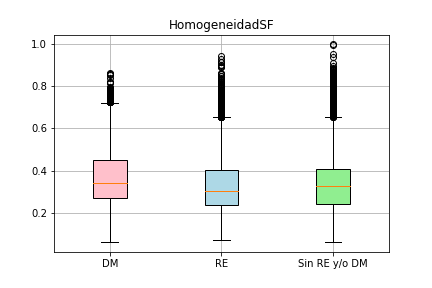 HomogeneidadSF
1.0
0.8
0.6
0.4
0.2
DM
RE
Sin RE y/o DM